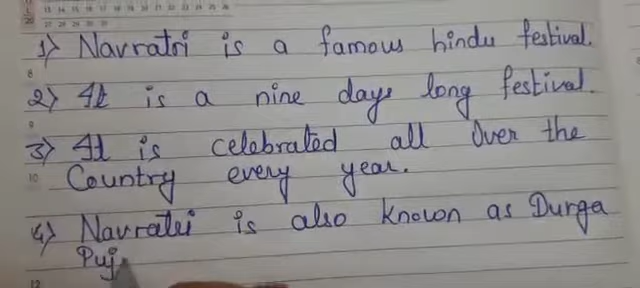 1) Navratri is a famous hindu festival.
2) It is a nine days long festival.
3) It is celebrated all over the
Country every year.
4) Navratri is also known as Durga
Puj